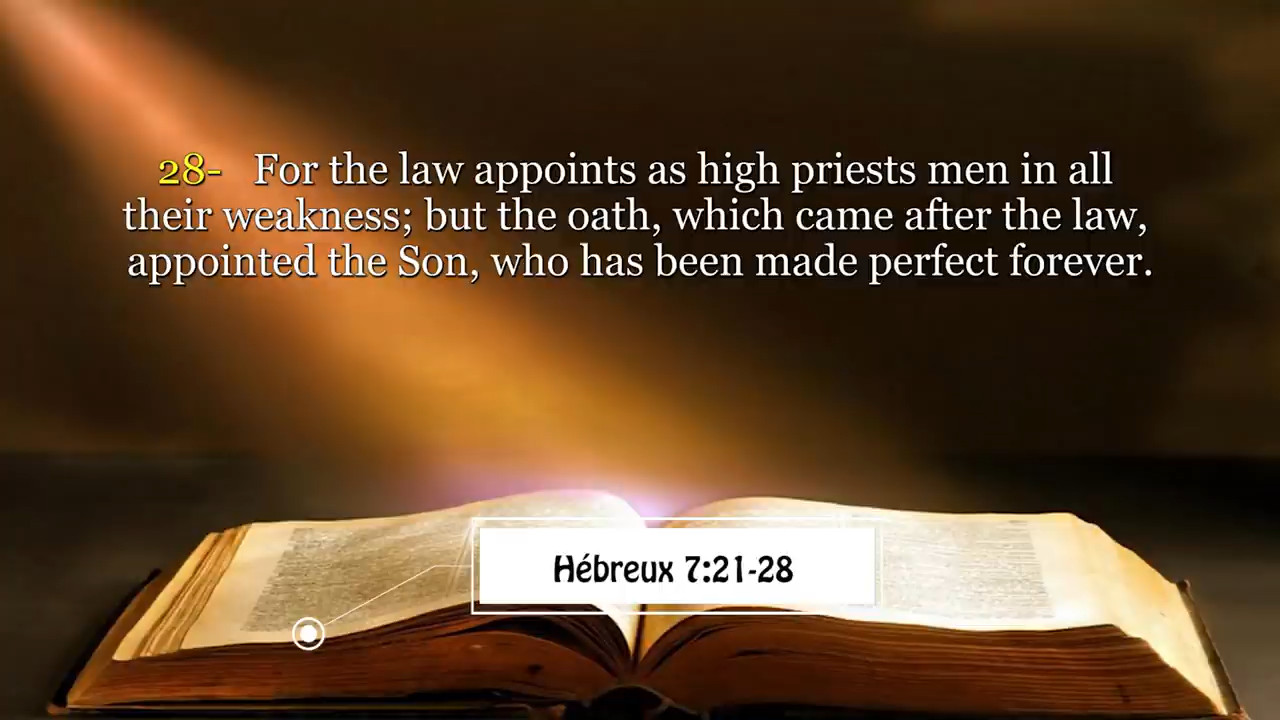 28- For the law appoints as high priests men in all
their weakness; but the oath, which came after the law,
appointed the Son, who has been made perfect forever.
Hébreux 7:21-28